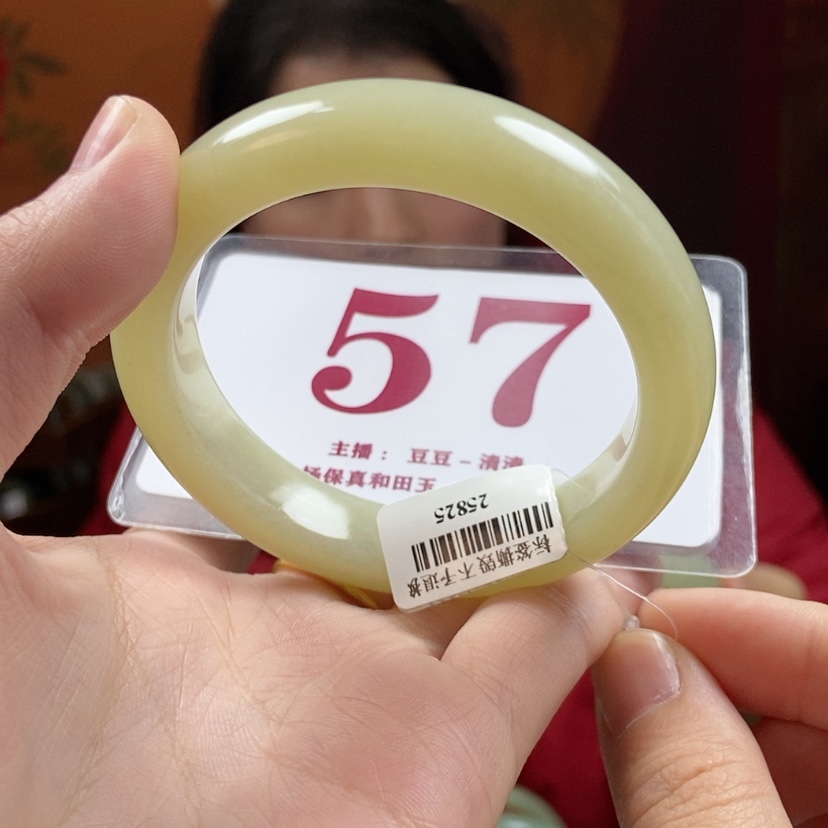 57
主播： 豆豆－清清
扬保真和田玉
25825
标签撕毁 不予退换